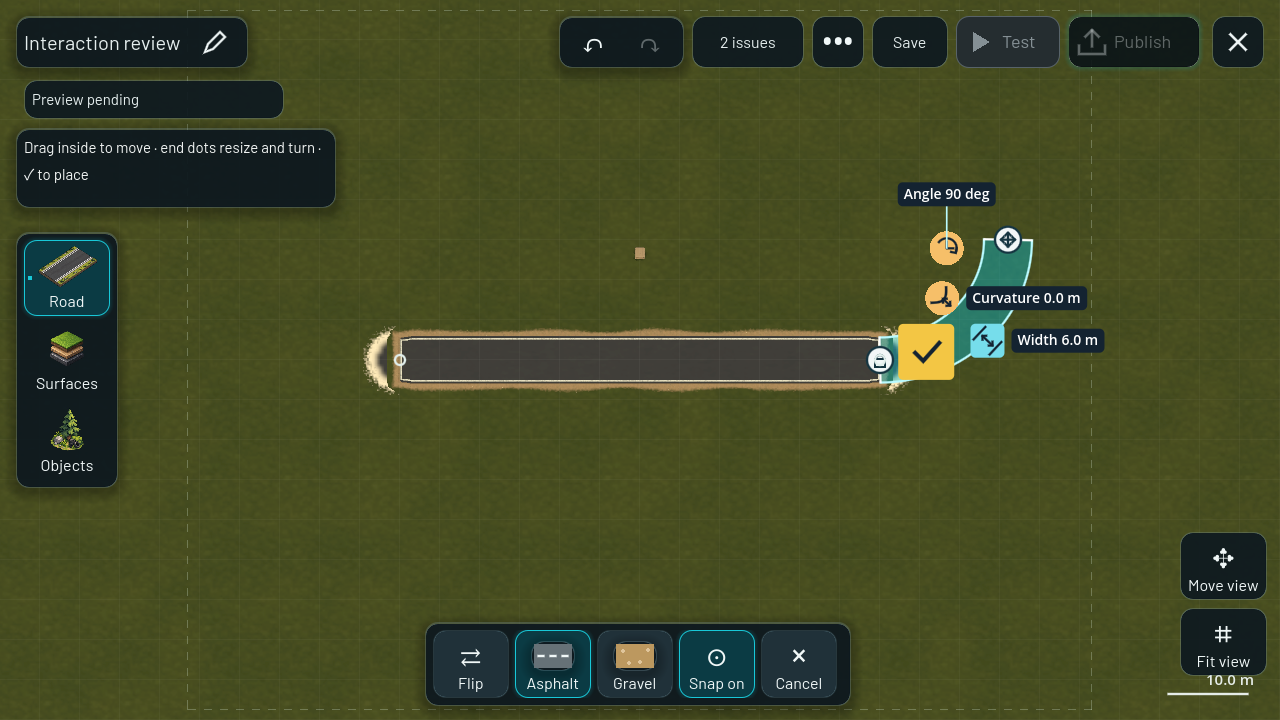 Interaction review
2 issues
•••
Save
Test
Publish
Preview pending
Drag inside to move · end dots resize and turn ·
✓ to place
Road
Surfaces
Objects
Angle 90 deg
Curvature 0.0 m
Width 6.0 m
Move view
Fit view
10.0 m
Flip
Asphalt
Gravel
Snap on
Cancel